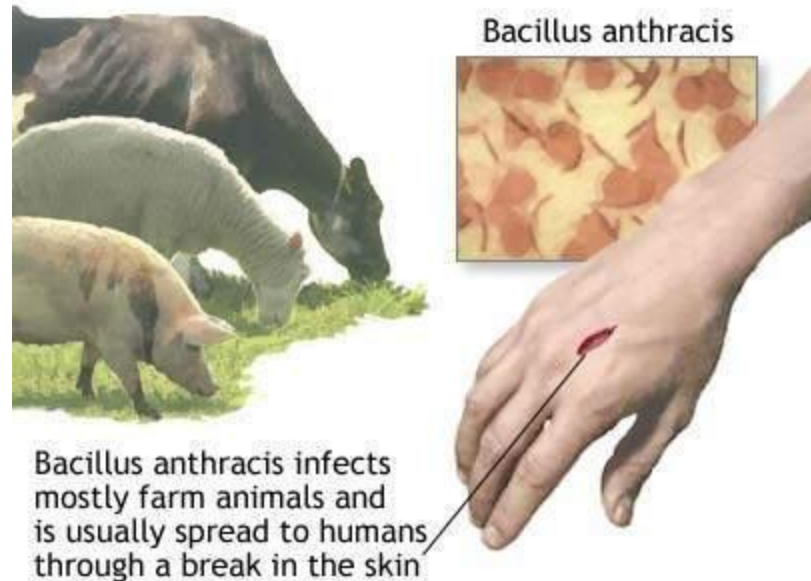 Bacillus anthracis
Bacillus anthracis infects
mostly farm animals and
is usually spread to humans
through a break in the skin